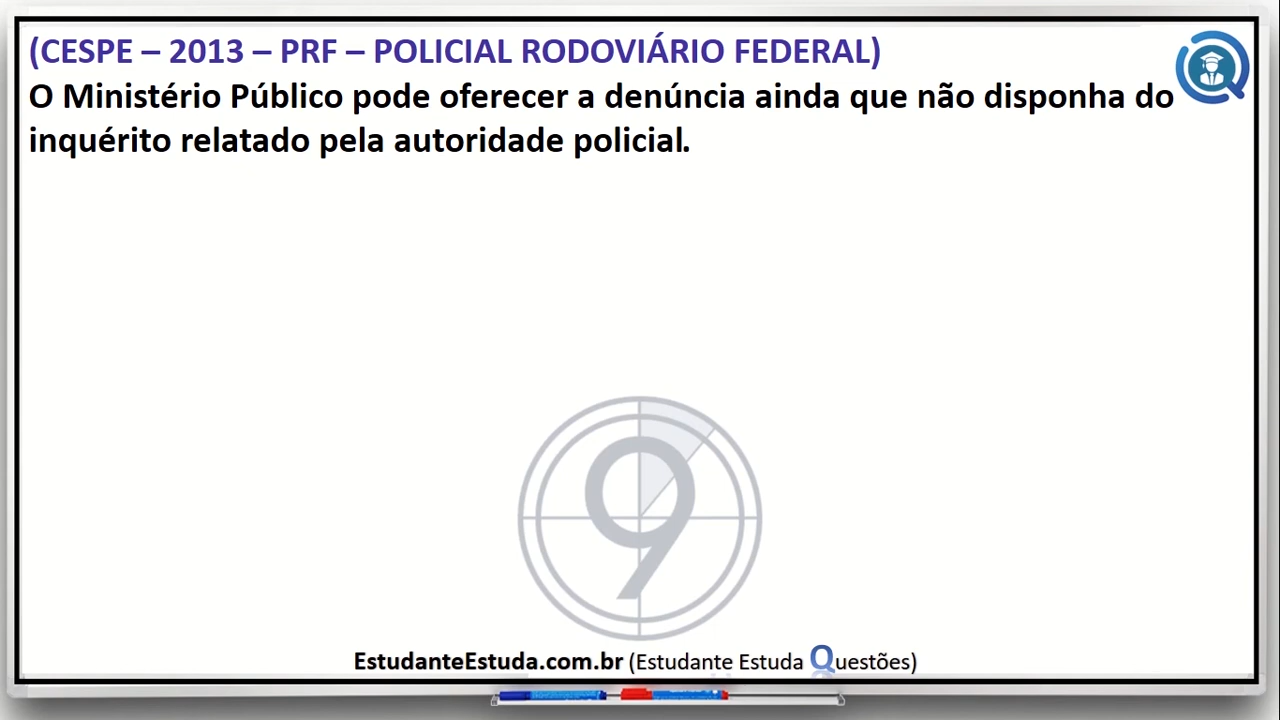 (CESPE – 2013 – PRF – POLICIAL RODOVIÁRIO FEDERAL)
O Ministério Público pode oferecer a denúncia ainda que não disponha do
inquérito relatado pela autoridade policial.
9
EstudanteEstuda.com.br (Estudante Estuda Questões)